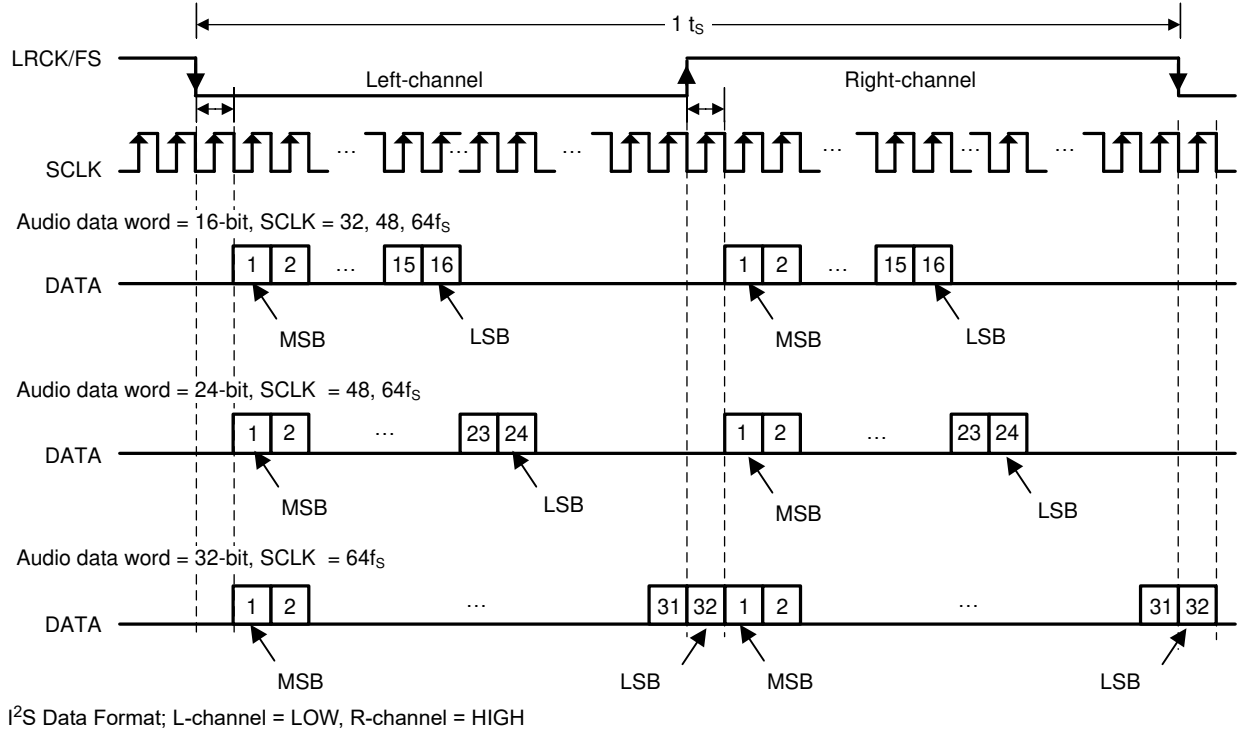 1 tS
LRCK/FS
Left-channel
Right-channel
SCLK
... ... ... ... ... ...
Audio data word = 16-bit, SCLK = 32, 48, 64fS
DATA
1 2 ... 15 16 1 2 ... 15 16
MSB LSB MSB LSB
Audio data word = 24-bit, SCLK = 48, 64fS
DATA
1 2 ... 23 24 1 2 ... 23 24
MSB LSB MSB LSB
Audio data word = 32-bit, SCLK = 64fS
DATA
1 2 ... 31 32 1 2 ... 31 32
MSB LSB MSB LSB
I2S Data Format; L-channel = LOW, R-channel = HIGH